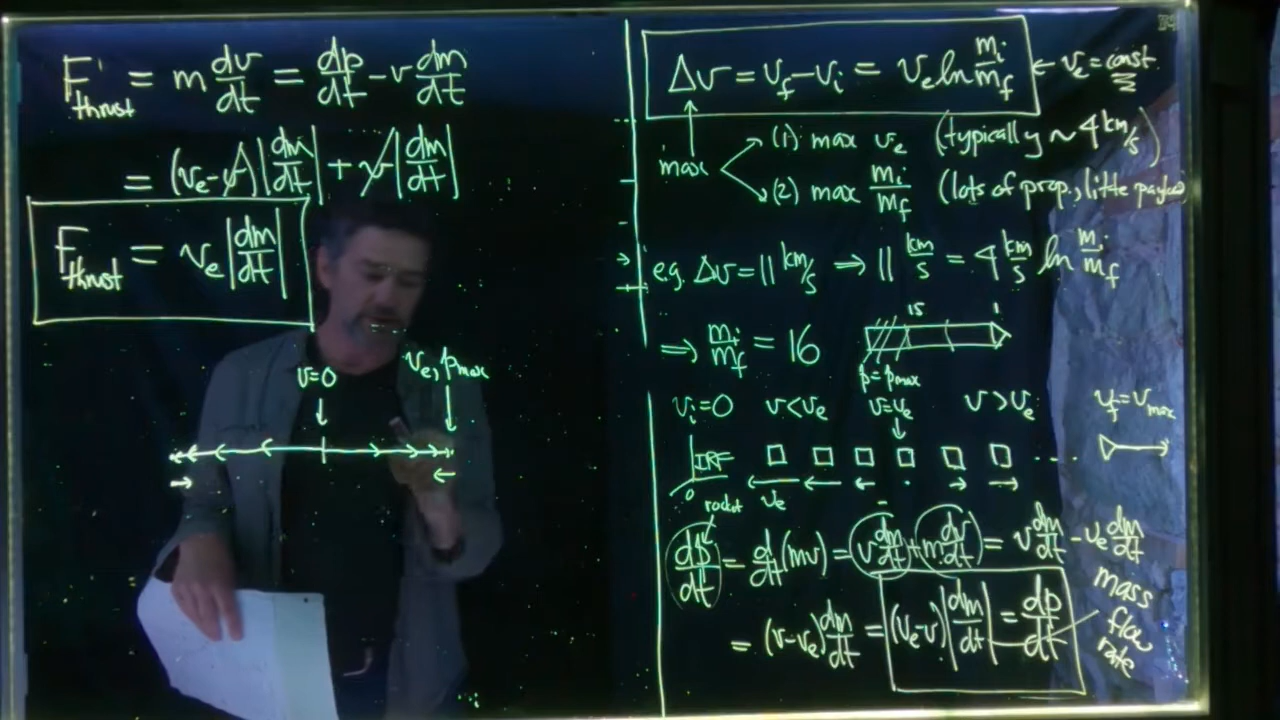 F_thrust = m dv/dt = dp/dt - v dm/dt
= (v_e - v)|dm/dt| + v|dm/dt|
F_thrust = v_e |dm/dt|
v=0
v_e, p_max
Δv = v_f - v_i = v_e ln m_i/m_f ← v_e = const.
max
(1) max v_e (typically ~ 4 km/s)
(2) max m_i/m_f (lots of prop., little payload)
e.g. Δv = 11 km/s ⇒ 11 km/s = 4 km/s ln m_i/m_f
⇒ m_i/m_f = 16
15 1
p = p_max
v_i = 0 v < v_e v = v_e v > v_e v_f = v_max
IRF
0
v_e
rocket
dp/dt = d/dt (mv) = v dm/dt + m dv/dt = v dm/dt - v_e dm/dt
= (v - v_e) dm/dt = (v_e - v)|dm/dt| = dp/dt
mass
flow
rate